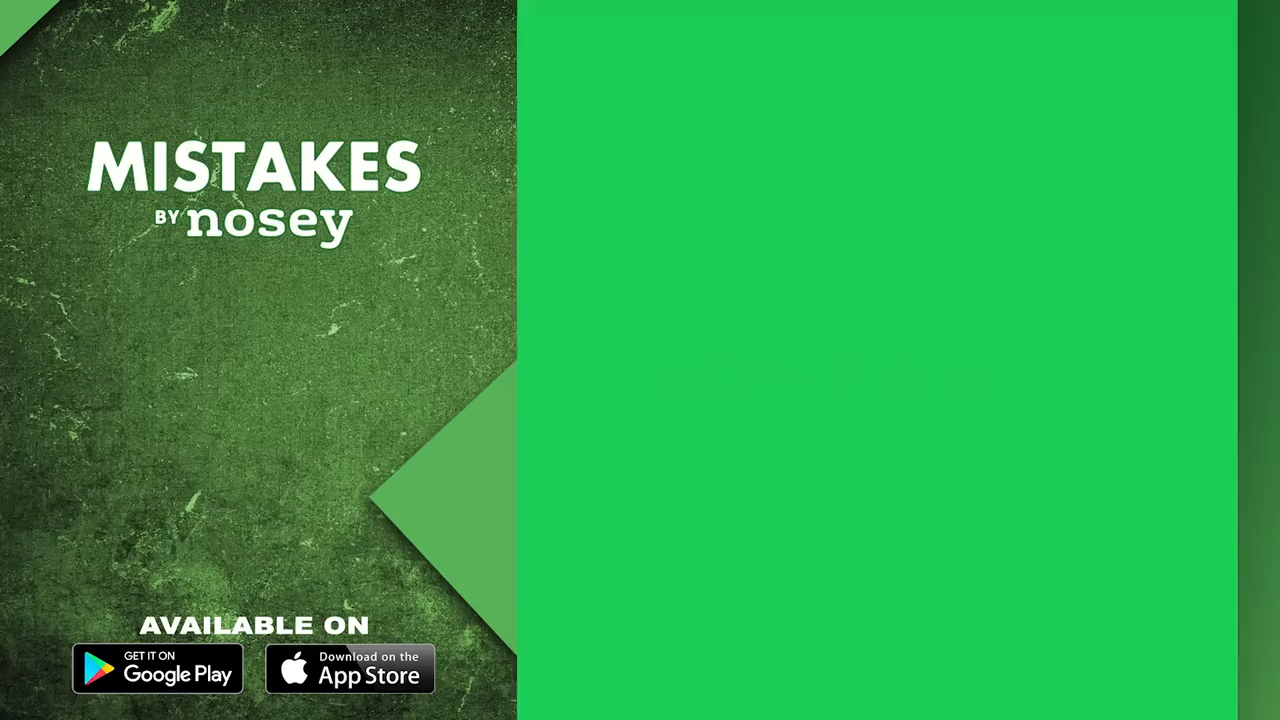 MISTAKES
BY nosey
AVAILABLE ON
GET IT ON
Google Play
Download on the
App Store